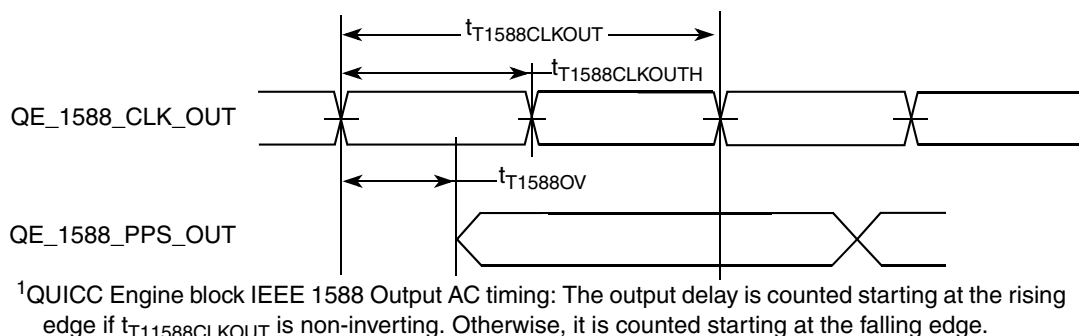 tT1588CLKOUT
tT1588CLKOUTH
QE_1588_CLK_OUT
tT1588OV
QE_1588_PPS_OUT
1QUICC Engine block IEEE 1588 Output AC timing: The output delay is counted starting at the rising
edge if tT11588CLKOUT is non-inverting. Otherwise, it is counted starting at the falling edge.